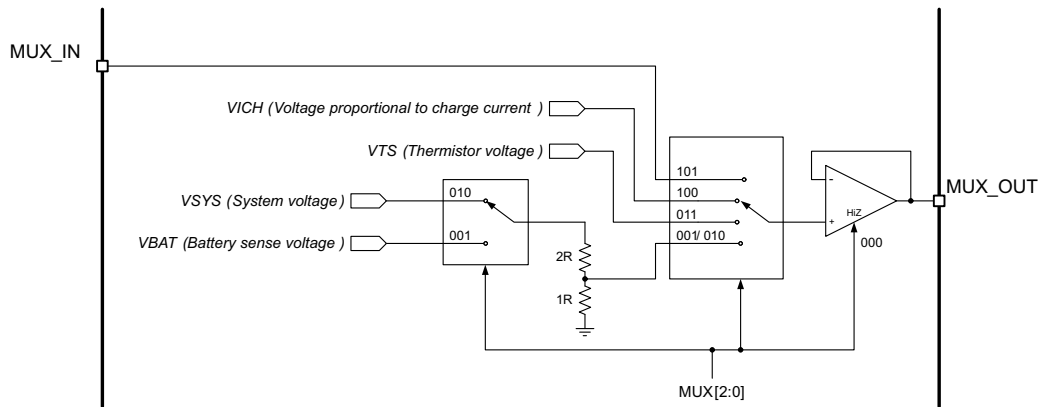 MUX_IN
VICH (Voltage proportional to charge current )
VTS (Thermistor voltage )
101
MUX_OUT
VSYS (System voltage)
010
100
-
HiZ
+
011
VBAT (Battery sense voltage )
001
001/ 010
000
2R
1R
MUX[2:0]